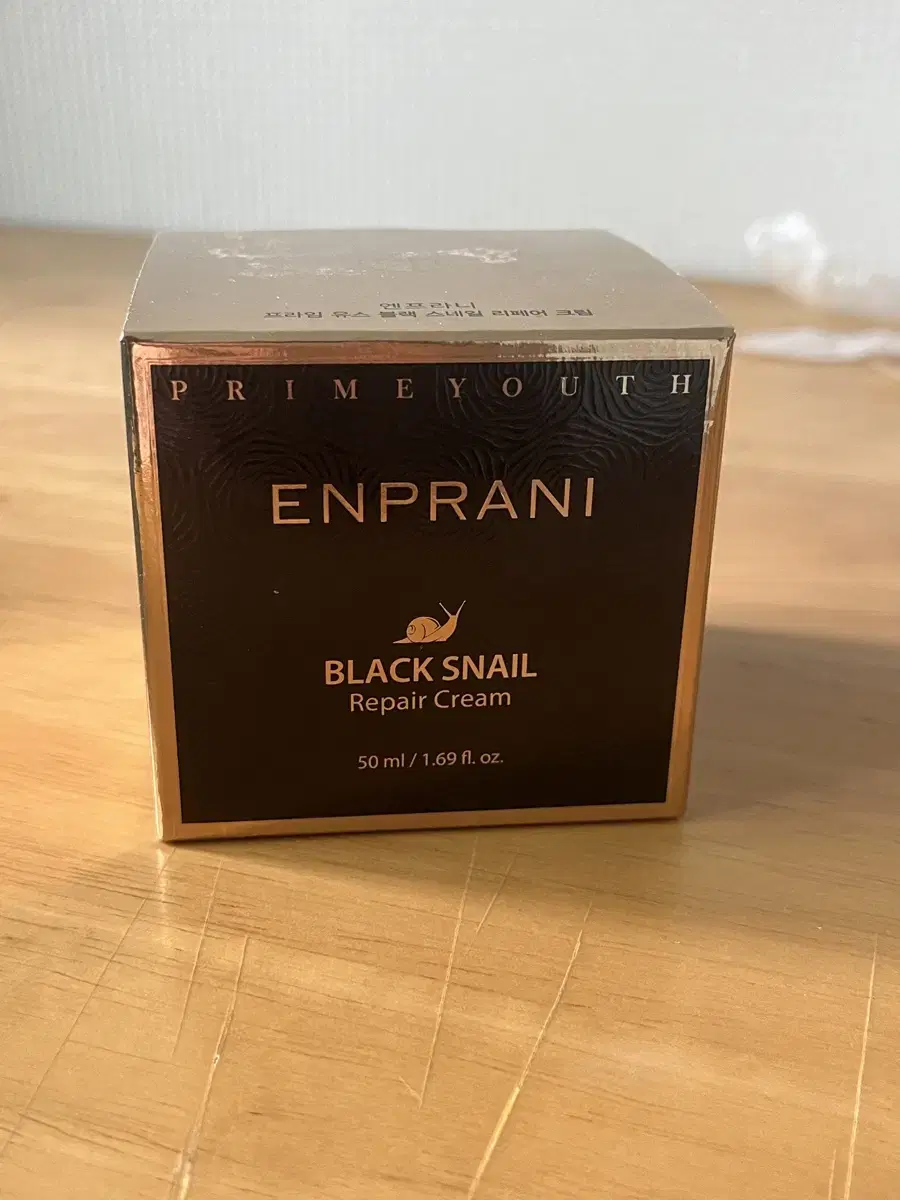 엔프라니
프라임 유스 블랙 스네일 리페어 크림
PRIMEYOUTH
ENPRANI
BLACK SNAIL
Repair Cream
50 ml / 1.69 fl. oz.